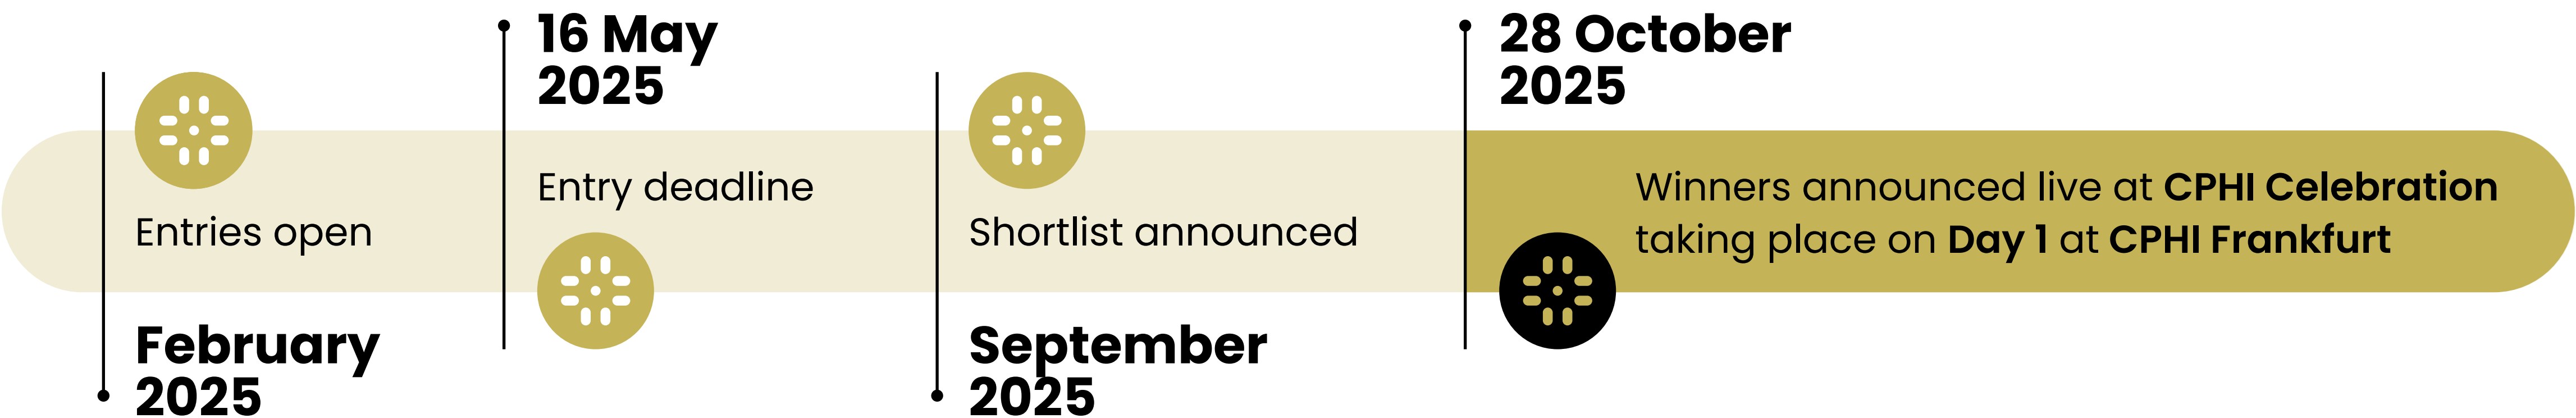 Entries open
February
2025
16 May
2025
Entry deadline
Shortlist announced
September
2025
28 October
2025
Winners announced live at CPHI Celebration
taking place on Day 1 at CPHI Frankfurt